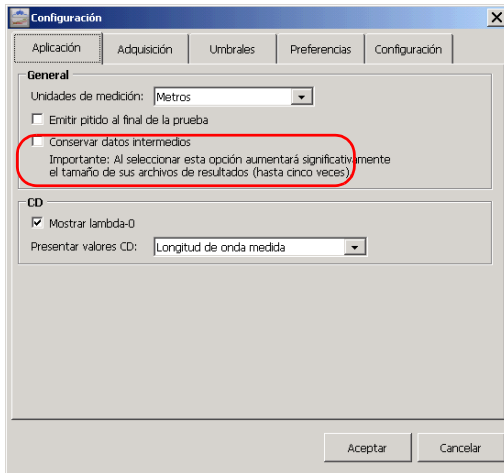 Configuración
Aplicación Adquisición Umbrales Preferencias Configuración
General
Unidades de medición: Metros
Emitir pitido al final de la prueba
Conservar datos intermedios
Importante: Al seleccionar esta opción aumentará significativamente
el tamaño de sus archivos de resultados (hasta cinco veces)
CD
Mostrar lambda-0
Presentar valores CD: Longitud de onda medida
Aceptar Cancelar